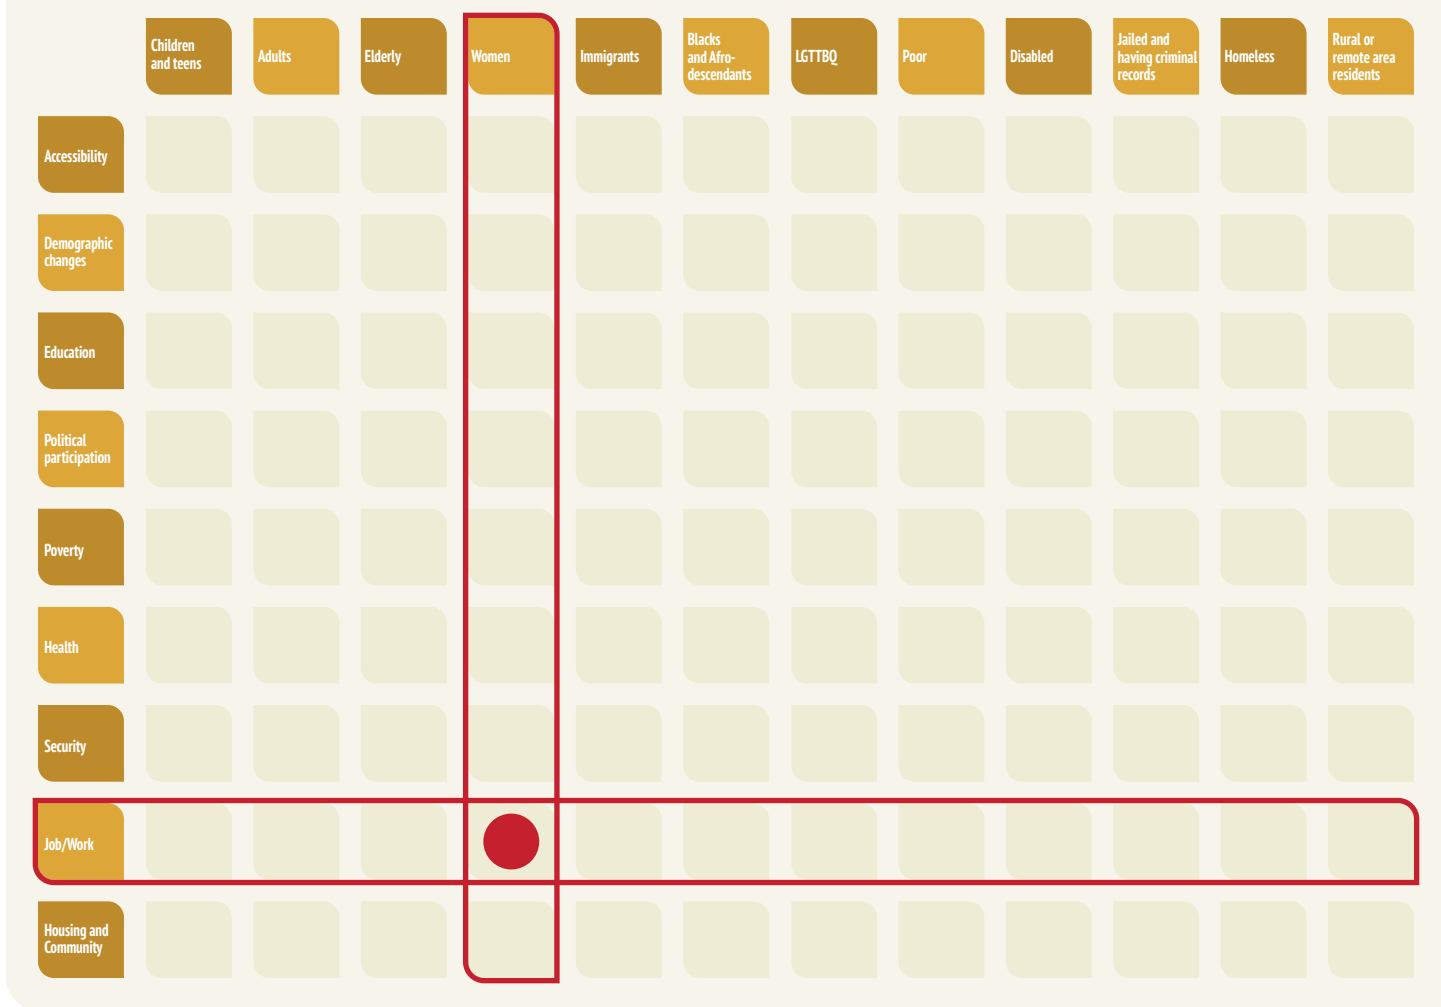 Children
and teens
Adults
Elderly
Women
Immigrants
Blacks
and Afro-
descendants
LGTTBQ
Poor
Disabled
Jailed and
having criminal
records
Homeless
Rural or
remote area
residents
Accessibility
Demographic
changes
Education
Political
participation
Poverty
Health
Security
Job/Work
Housing and
Community